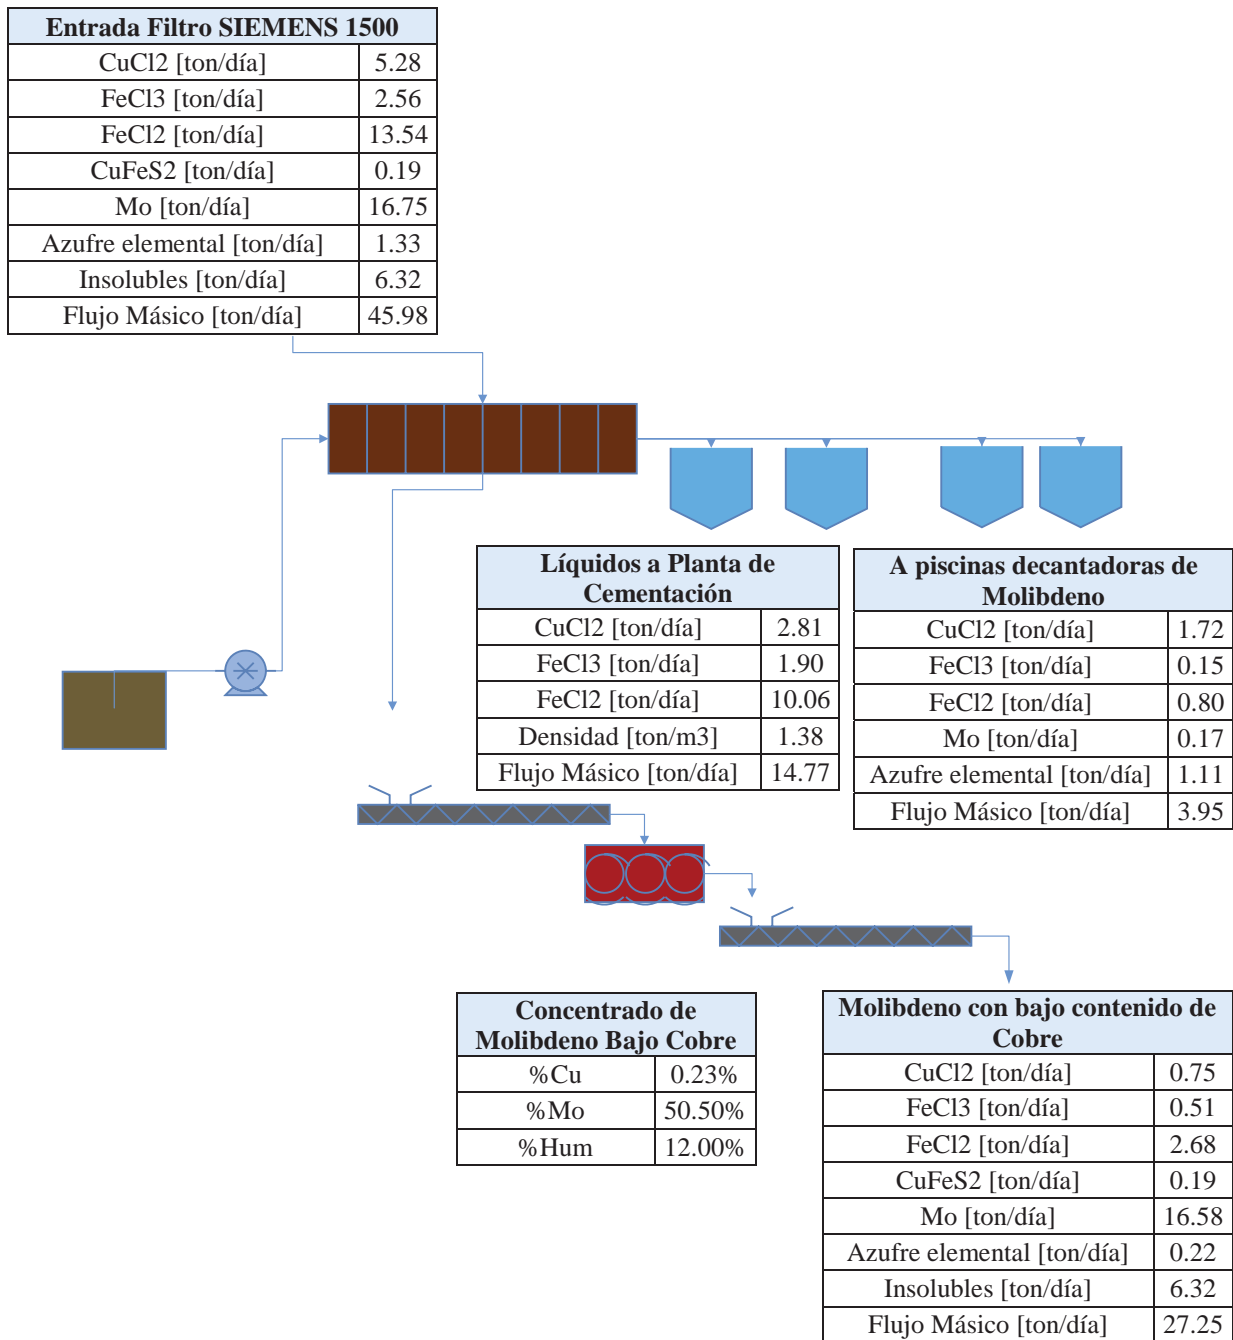 Entrada Filtro SIEMENS 1500
CuCl2 [ton/día] 5.28
FeCl3 [ton/día] 2.56
FeCl2 [ton/día] 13.54
CuFeS2 [ton/día] 0.19
Mo [ton/día] 16.75
Azufre elemental [ton/día] 1.33
Insolubles [ton/día] 6.32
Flujo Másico [ton/día] 45.98
Líquidos a Planta de
Cementación
CuCl2 [ton/día] 2.81
FeCl3 [ton/día] 1.90
FeCl2 [ton/día] 10.06
Densidad [ton/m3] 1.38
Flujo Másico [ton/día] 14.77
A piscinas decantadoras de
Molibdeno
CuCl2 [ton/día] 1.72
FeCl3 [ton/día] 0.15
FeCl2 [ton/día] 0.80
Mo [ton/día] 0.17
Azufre elemental [ton/día] 1.11
Flujo Másico [ton/día] 3.95
Concentrado de
Molibdeno Bajo Cobre
%Cu 0.23%
%Mo 50.50%
%Hum 12.00%
Molibdeno con bajo contenido de
Cobre
CuCl2 [ton/día] 0.75
FeCl3 [ton/día] 0.51
FeCl2 [ton/día] 2.68
CuFeS2 [ton/día] 0.19
Mo [ton/día] 16.58
Azufre elemental [ton/día] 0.22
Insolubles [ton/día] 6.32
Flujo Másico [ton/día] 27.25